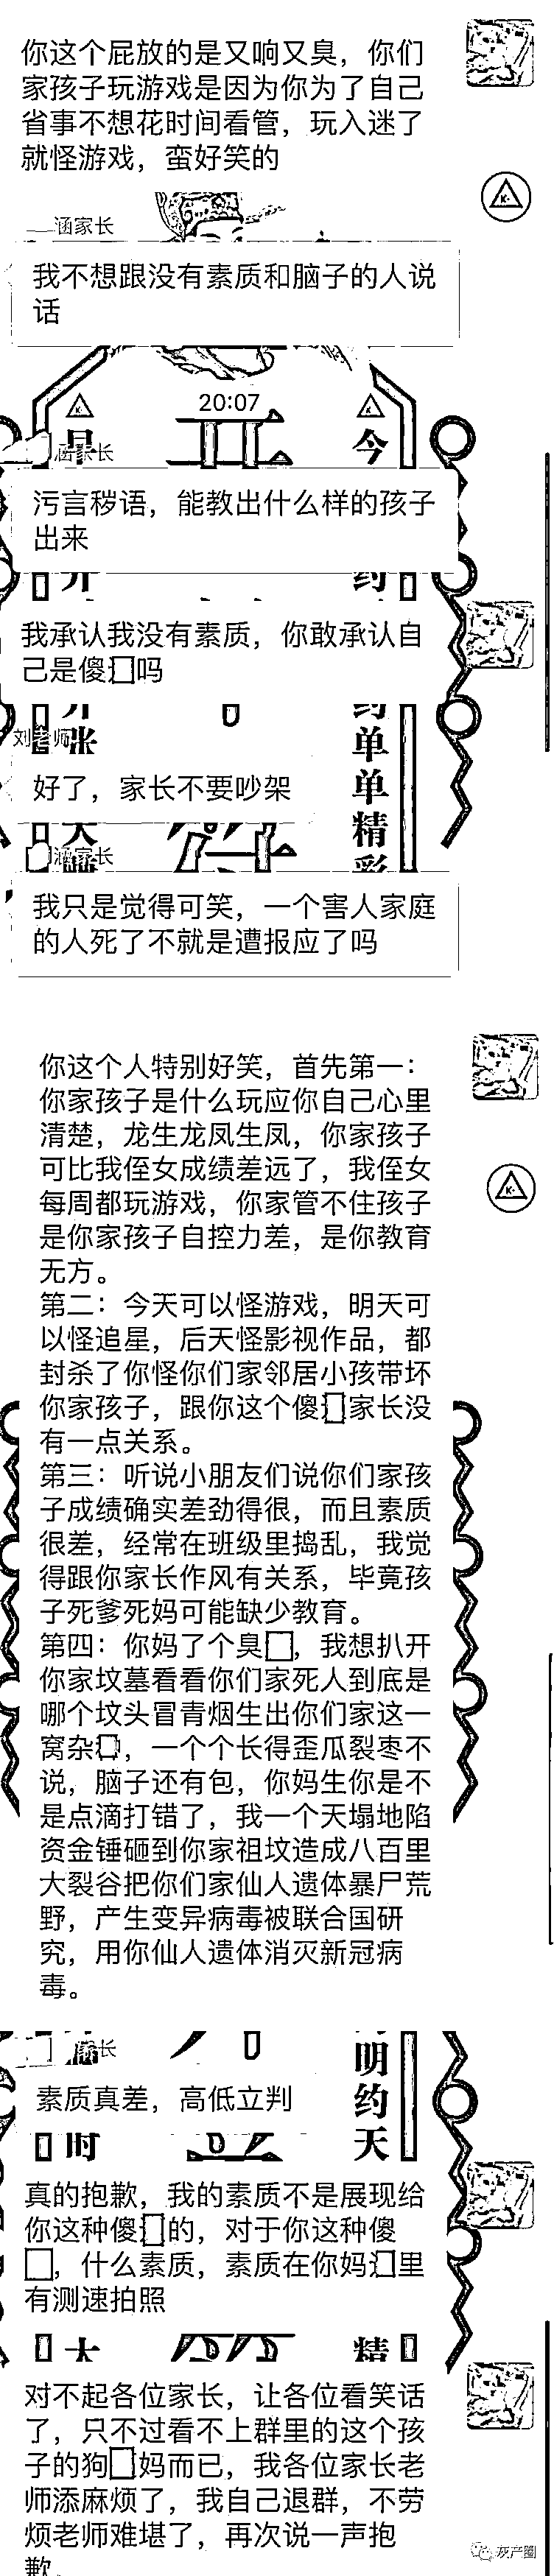 你这个屁放的是又响又臭，你们
家孩子玩游戏是因为你为了自己
省事不想花时间看管，玩入迷了
就怪游戏，蛮好笑的
涵家长
我不想跟没有素质和脑子的人说
话
20:07
早
今
涵家长
污言秽语，能教出什么样的孩子
出来
我承认我没有素质，你敢承认自
己是傻吗
刘老师
好了，家长不要吵架
张
约单单精彩
涵家长
我只是觉得可笑，一个害人家庭
的人死了不就是遭报应了吗
你这个人特别好笑，首先第一：
你家孩子是什么玩应你自己心里
清楚，龙生龙凤生凤，你家孩子
可比我侄女成绩差远了，我侄女
每周都玩游戏，你家管不住孩子
是你家孩子自控力差，是你教育
无方。
第二：今天可以怪游戏，明天可
以怪追星，后天怪影视作品，都
封杀了你怪你们家邻居小孩带坏
你家孩子，跟你这个傻家长没
有一点关系。
第三：听说小朋友们说你们家孩
子成绩确实差劲得很，而且素质
很差，经常在班级里捣乱，我觉
得跟你家长作风有关系，毕竟孩
子死爹死妈可能缺少教育。
第四：你妈了个臭，我想扒开
你家坟墓看看你们家死人到底是
哪个坟头冒青烟生出你们家这一
窝杂，一个个长得歪瓜裂枣不
说，脑子还有包，你妈生你是不
是点滴打错了，我一个天塌地陷
资金锤砸到你家祖坟造成八百里
大裂谷把你们家仙人遗体暴尸荒
野，产生变异病毒被联合国研
究，用你仙人遗体消灭新冠病
毒。
家长
明约天
时
素质真差，高低立判
真的抱歉，我的素质不是展现给
你这种傻的，对于你这种傻
，什么素质，素质在你妈里
有测速拍照
大
精
对不起各位家长，让各位看笑话
了，只不过看不上群里的这个孩
子的狗妈而已，我各位家长老
师添麻烦了，我自己退群，不劳
烦老师难堪了，再次说一声抱
歉
灰产圈